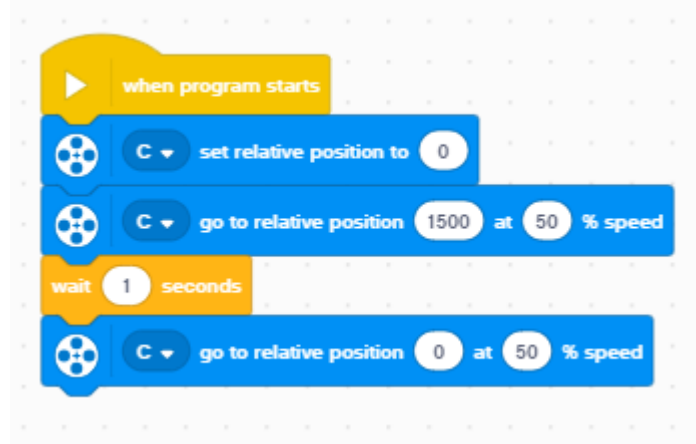 when program starts
C set relative position to 0
C go to relative position 1500 at 50 % speed
wait 1 seconds
C go to relative position 0 at 50 % speed